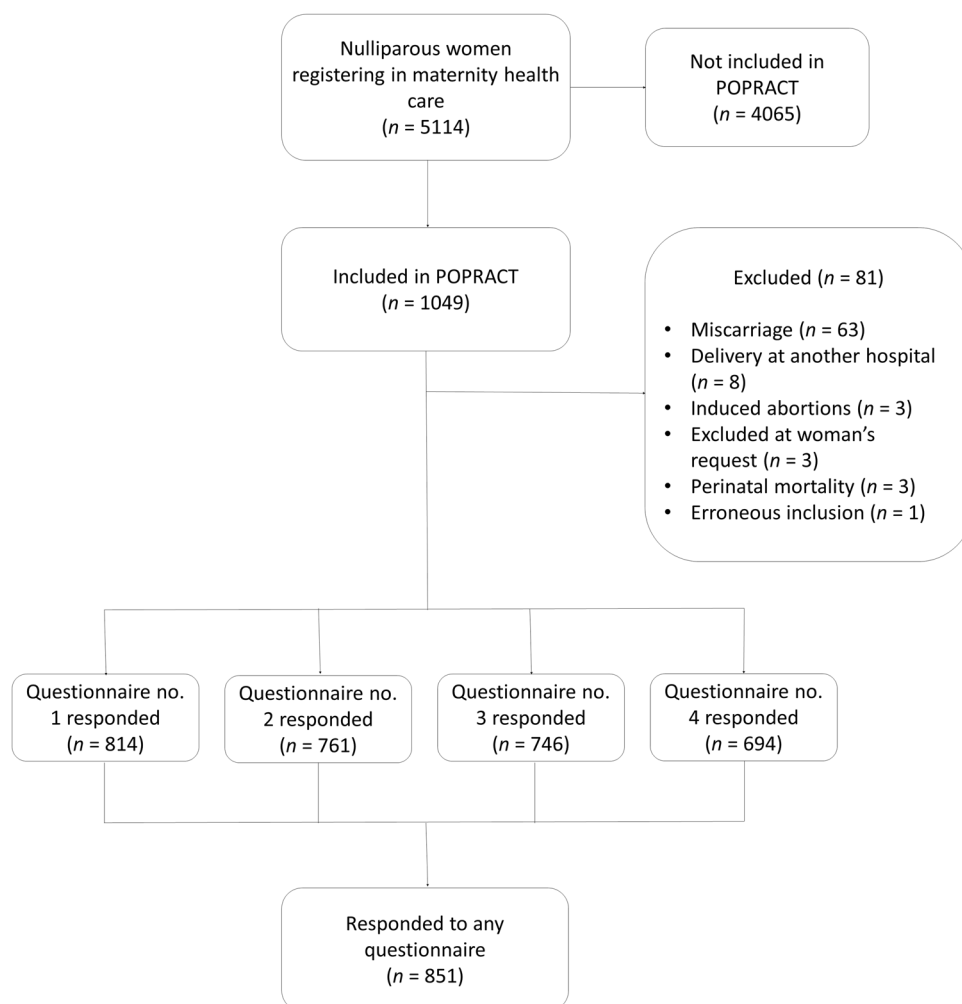 Nulliparous women
registering in maternity health
care
(n = 5114)
Not included in
POPRACT
(n = 4065)
Included in POPRACT
(n = 1049)
Excluded (n = 81)
• Miscarriage (n = 63)
• Delivery at another hospital
(n = 8)
• Induced abortions (n = 3)
• Excluded at woman's
request (n = 3)
• Perinatal mortality (n = 3)
• Erroneous inclusion (n = 1)
Questionnaire no.
1 responded
(n = 814)
Questionnaire no.
2 responded
(n = 761)
Questionnaire no.
3 responded
(n = 746)
Questionnaire no.
4 responded
(n = 694)
Responded to any
questionnaire
(n = 851)